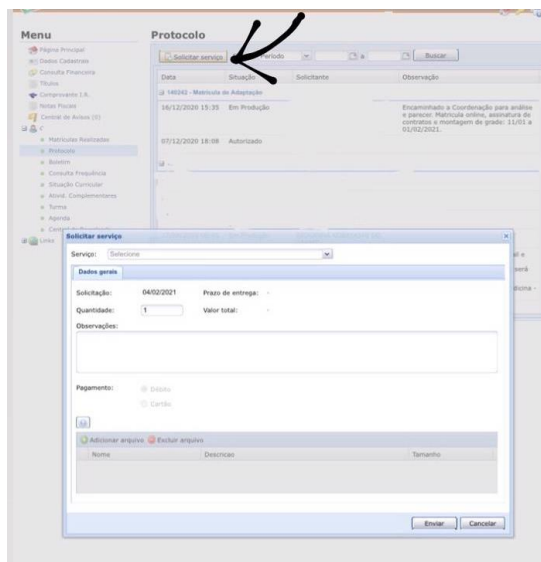 Menu
Protocolo
Página Principal
Dados Cadastrais
Consulta Financeira
Títulos
Comprovante I.R.
Notas Fiscais
Central de Avisos (0)
Matrículas Realizadas
Protocolo
Boletim
Consulta Frequência
Situação Curricular
Ativid. Complementares
Turma
Agenda
Links
Solicitar serviço
Período
a
Buscar
Data Situação Solicitante Observação
149242 - Matrícula de Adaptação
16/12/2020 15:35 Em Produção
Encaminhado a Coordenação para análise
e parecer. Matrícula online, assinatura de
contratos e montagem de grade: 11/01 a
01/02/2021.
07/12/2020 18:08 Autorizado
Solicitar serviço
Serviço: Selecione
Dados gerais
Solicitação: 04/02/2021 Prazo de entrega: -
Quantidade: 1 Valor total: -
Observações:
Pagamento: Débito
Cartão
Adicionar arquivo Excluir arquivo
Nome Descricao Tamanho
Enviar Cancelar